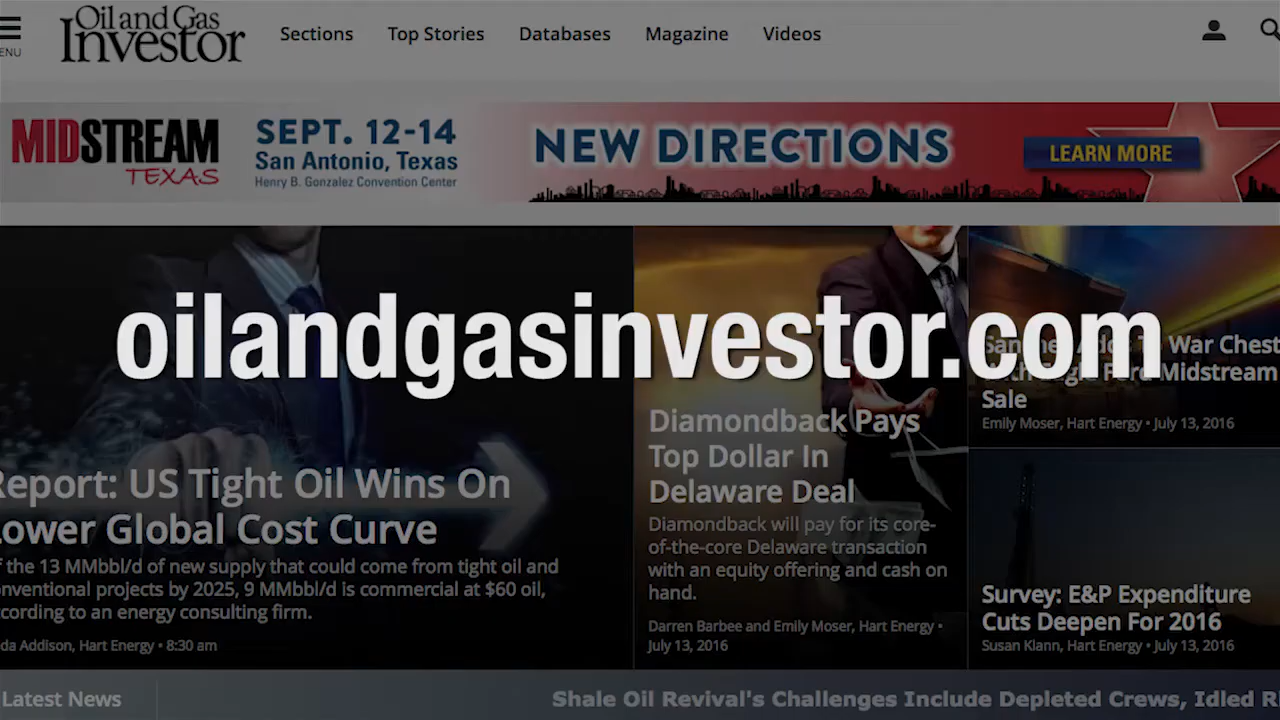 Oil and Gas
Investor
ENU
Sections
Top Stories
Databases
Magazine
Videos
MIDSTREAM
TEXAS
SEPT. 12-14
San Antonio, Texas
Henry B. Gonzalez Convention Center
NEW DIRECTIONS
LEARN MORE
oilandgasinvestor.com
Report: US Tight Oil Wins On
Lower Global Cost Curve
f the 13 MMbbl/d of new supply that could come from tight oil and
nventional projects by 2025, 9 MMbbl/d is commercial at $60 oil,
cording to an energy consulting firm.
da Addison, Hart Energy • 8:30 am
Diamondback Pays
Top Dollar In
Delaware Deal
Diamondback will pay for its core-
of-the-core Delaware transaction
with an equity offering and cash on
hand.
Darren Barbee and Emily Moser, Hart Energy •
July 13, 2016
War Chest
Midstream
Sale
Emily Moser, Hart Energy • July 13, 2016
Survey: E&P Expenditure
Cuts Deepen For 2016
Susan Klann, Hart Energy • July 13, 2016
Latest News
Shale Oil Revival's Challenges Include Depleted Crews, Idled R